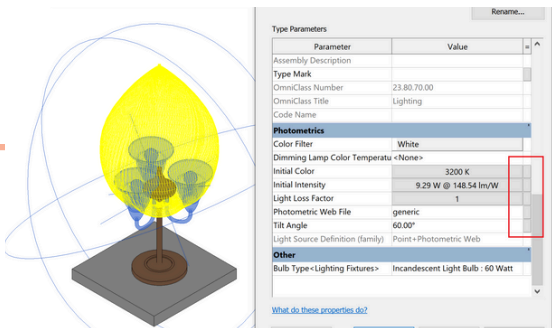 Rename...
Type Parameters
Parameter Value =
Assembly Description
Type Mark
OmniClass Number 23.80.70.00
OmniClass Title Lighting
Code Name
Photometrics
Color Filter White
Dimming Lamp Color Temperatu <None>
Initial Color 3200 K
Initial Intensity 9.29 W @ 148.54 lm/W
Light Loss Factor 1
Photometric Web File generic
Tilt Angle 60.00°
Light Source Definition (family) Point+Photometric Web
Other
Bulb Type<Lighting Fixtures> Incandescent Light Bulb : 60 Watt
What do these properties do?